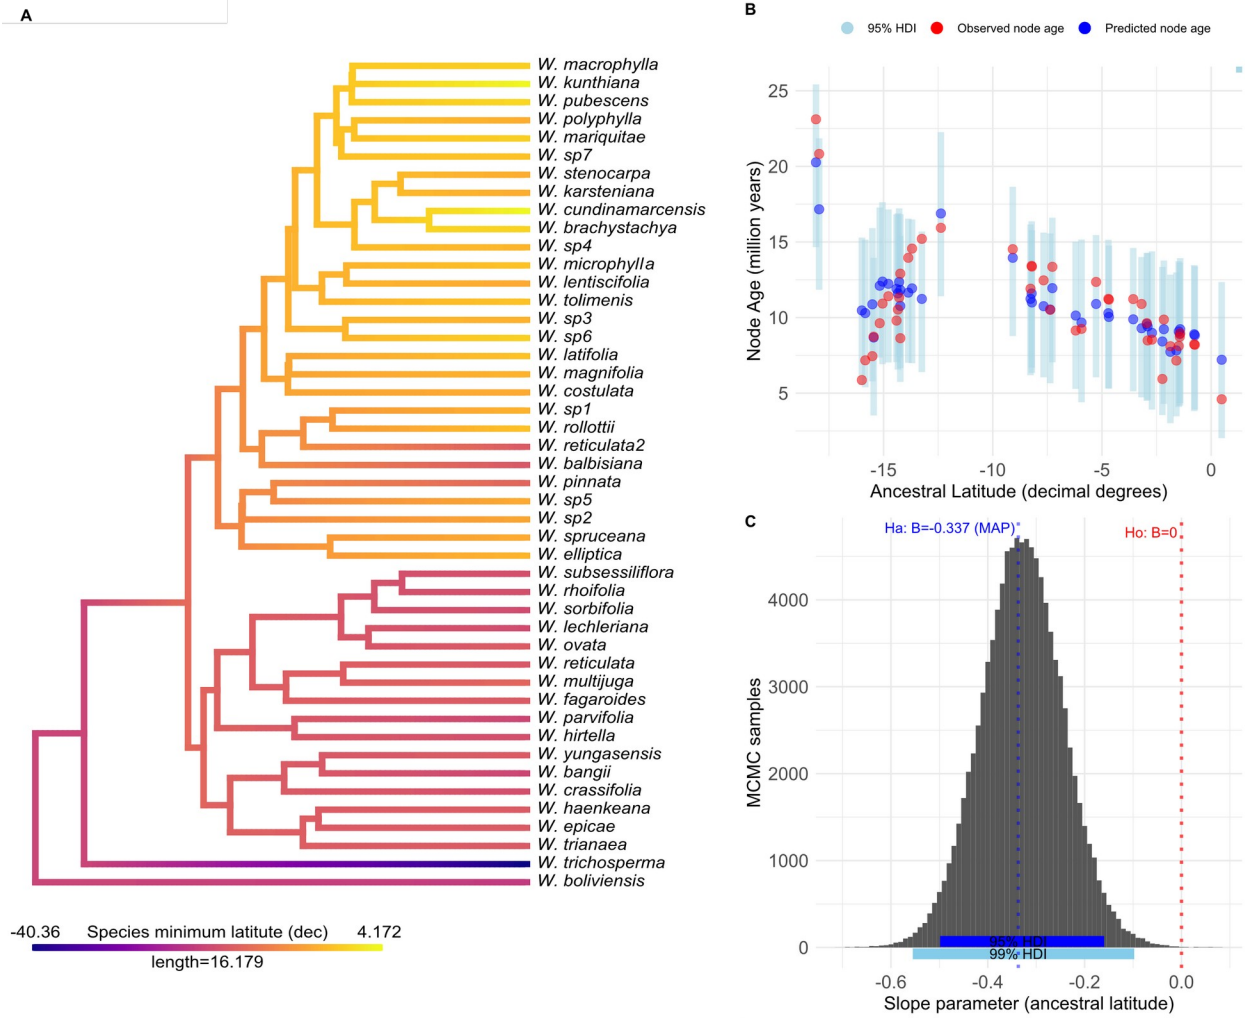 A
W. macrophylla
W. kunthiana
W. pubescens
W. polyphylla
W. mariquitae
W. sp7
W. stenocarpa
W. karsteniana
W. cundinamarcensis
W. brachystachya
W. sp4
W. microphylla
W. lentiscifolia
W. tolimenis
W. sp3
W. sp6
W. latifolia
W. magnifolia
W. costulata
W. sp1
W. rollottii
W. reticulata2
W. balbisiana
W. pinnata
W. sp5
W. sp2
W. spruceana
W. elliptica
W. subsessiliflora
W. rhoifolia
W. sorbifolia
W. lechleriana
W. ovata
W. reticulata
W. multijuga
W. fagaroides
W. parvifolia
W. hirtella
W. yungasensis
W. bangii
W. crassifolia
W. haenkeana
W. epicae
W. trianaea
W. trichosperma
W. boliviensis
-40.36 Species minimum latitute (dec) 4.172
length=16.179
B
95% HDI Observed node age Predicted node age
Node Age (million years)
25
20
15
10
5
-15 -10 -5 0
Ancestral Latitude (decimal degrees)
C
Ha: B=-0.337 (MAP) Ho: B=0
MCMC samples
4000
3000
2000
1000
0
95% HDI
99% HDI
-0.6 -0.4 -0.2 0.0
Slope parameter (ancestral latitude)